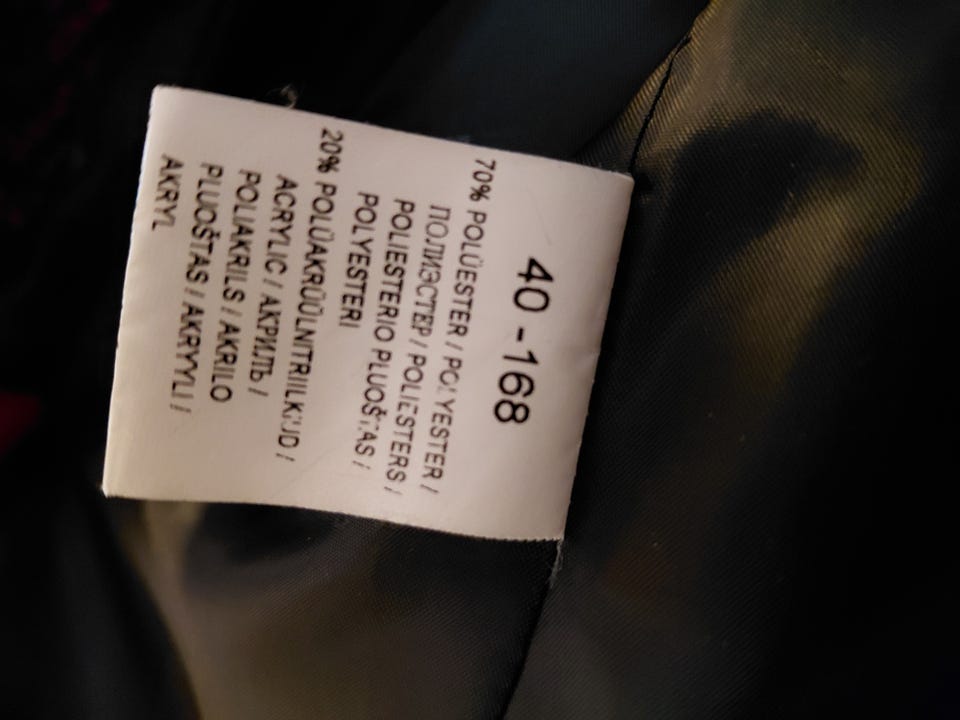 40 -168
70% POLÜESTER / POLYESTER /
ПОЛИЭСТЕР / POLIESTERS /
POLIESTERIO PLUOŠTAS /
POLYESTERI
20% POLÜAKRÜÜLNITRIILKIUD /
ACRYLIC / АКРИЛЬ /
POLIAKRILS / AKRILO
PLUOŠTAS / AKRYYLI /
AKRYL